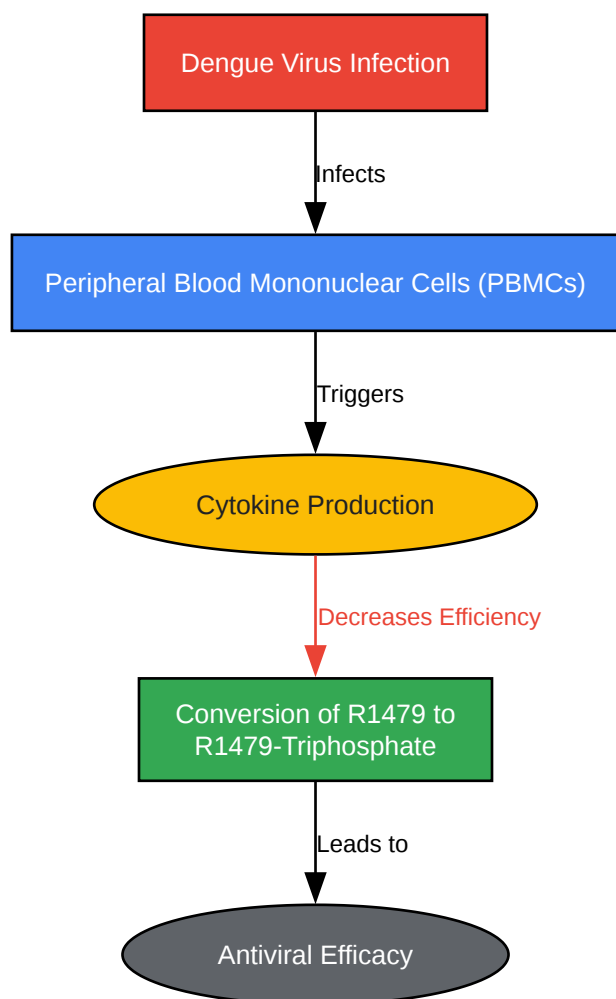 Dengue Virus Infection
Infects
Peripheral Blood Mononuclear Cells (PBMCs)
Triggers
Cytokine Production
Decreases Efficiency
Conversion of R1479 to
R1479-Triphosphate
Leads to
Antiviral Efficacy